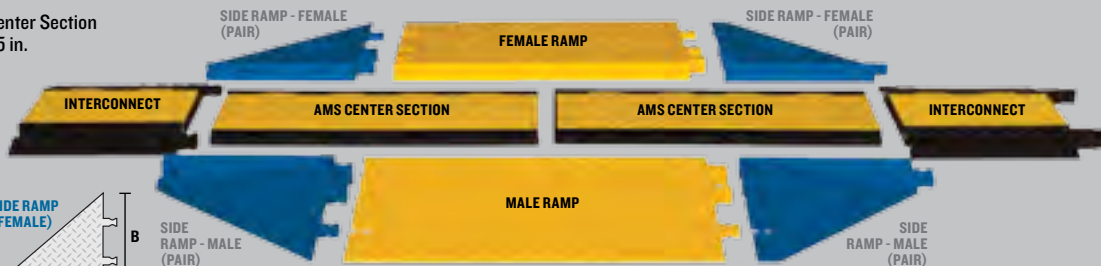 enter Section
5 in.
SIDE RAMP - FEMALE
(PAIR)
SIDE RAMP - FEMALE
(PAIR)
FEMALE RAMP
INTERCONNECT
AMS CENTER SECTION
AMS CENTER SECTION
INTERCONNECT
MALE RAMP
IDE RAMP
FEMALE)
B
SIDE
RAMP - MALE
(PAIR)
SIDE
RAMP - MALE
(PAIR)